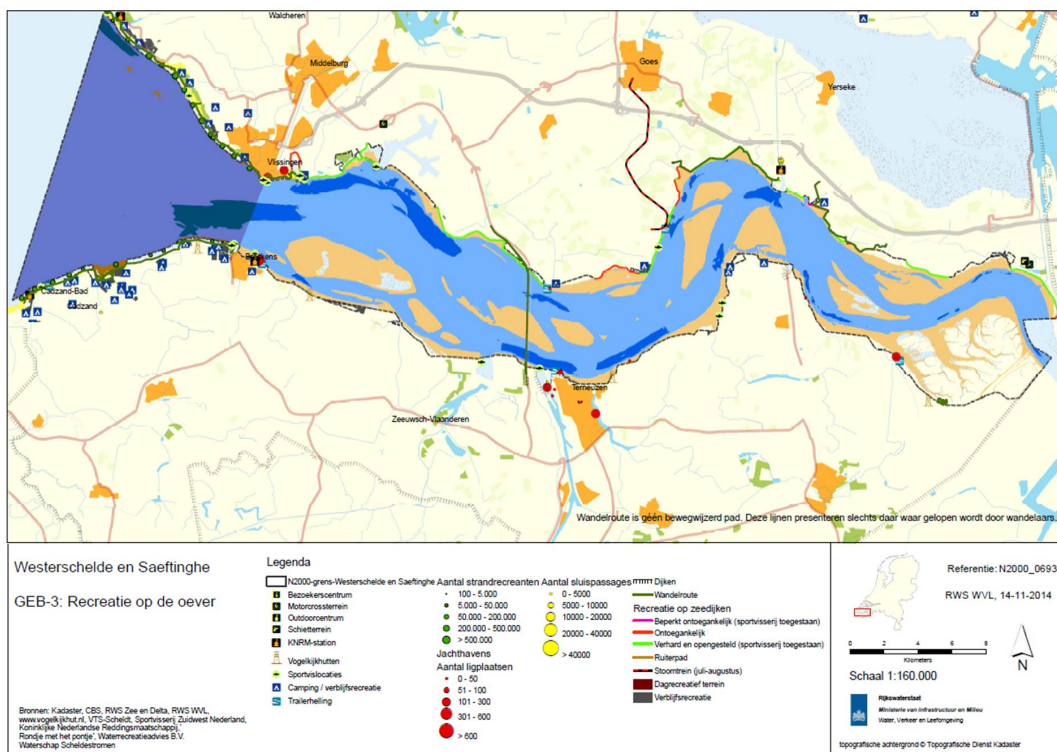 Walcheren
Middelburg
Goes
Yerseke
Vlissingen
Cadzand-Bad
Terneuzen
Zeeuwsch-Vlaanderen
Wandelroute is géén bewegwijzerd pad. Deze lijnen presenteren slechts daar waar gelopen wordt door wandelaars.
Westerschelde en Saeftinghe
GEB-3: Recreatie op de oever
Bronnen: Kadaster, CBS, RWS Zee en Delta, RWS WVL,
www.vogelkijkhut.nl, VTS-Scheldt, Sportvisserij Zuidwest Nederland,
Koninklijke Nederlandse Reddingsmaatschappij,'
Rondje met het pontje', Waterrecreatieadvies B.V.
Waterschap Scheldestromen
Legenda
N2000-grens-Westerschelde en Saeftinghe
Bezoekerscentrum
Motorcrossterrein
Outdoorcentrum
Schietterrein
KNRM-station
Vogelkijkhutten
Sportvislocaties
Camping / verblijfsrecreatie
Trailerhelling
Aantal strandrecreanten
100 - 5.000
5.000 - 50.000
50.000 - 200.000
200.000 - 500.000
> 500.000
Jachthavens
Aantal ligplaatsen
0 - 50
51 - 100
101 - 300
301 - 600
> 600
Aantal sluispassages
0 - 5000
5000 - 10000
10000 - 20000
20000 - 40000
> 40000
Dijken
Wandelroute
Recreatie op zeedijken
Beperkt ontoegankelijk (sportvisserij toegestaan)
Ontoegankelijk
Verhard en opengesteld (sportvisserij toegestaan)
Ruiterpad
Stoomtrein (juli-augustus)
Dagrecreatief terrein
Verblijfsrecreatie
Referentie: N2000_0693
RWS WVL, 14-11-2014
0 2 4 6 8
Kilometers
N
Schaal 1:160.000
Rijkswaterstaat
Ministerie van Infrastructuur en Milieu
Water, Verkeer en Leefomgeving
topografische achtergrond © Topografische Dienst Kadaster